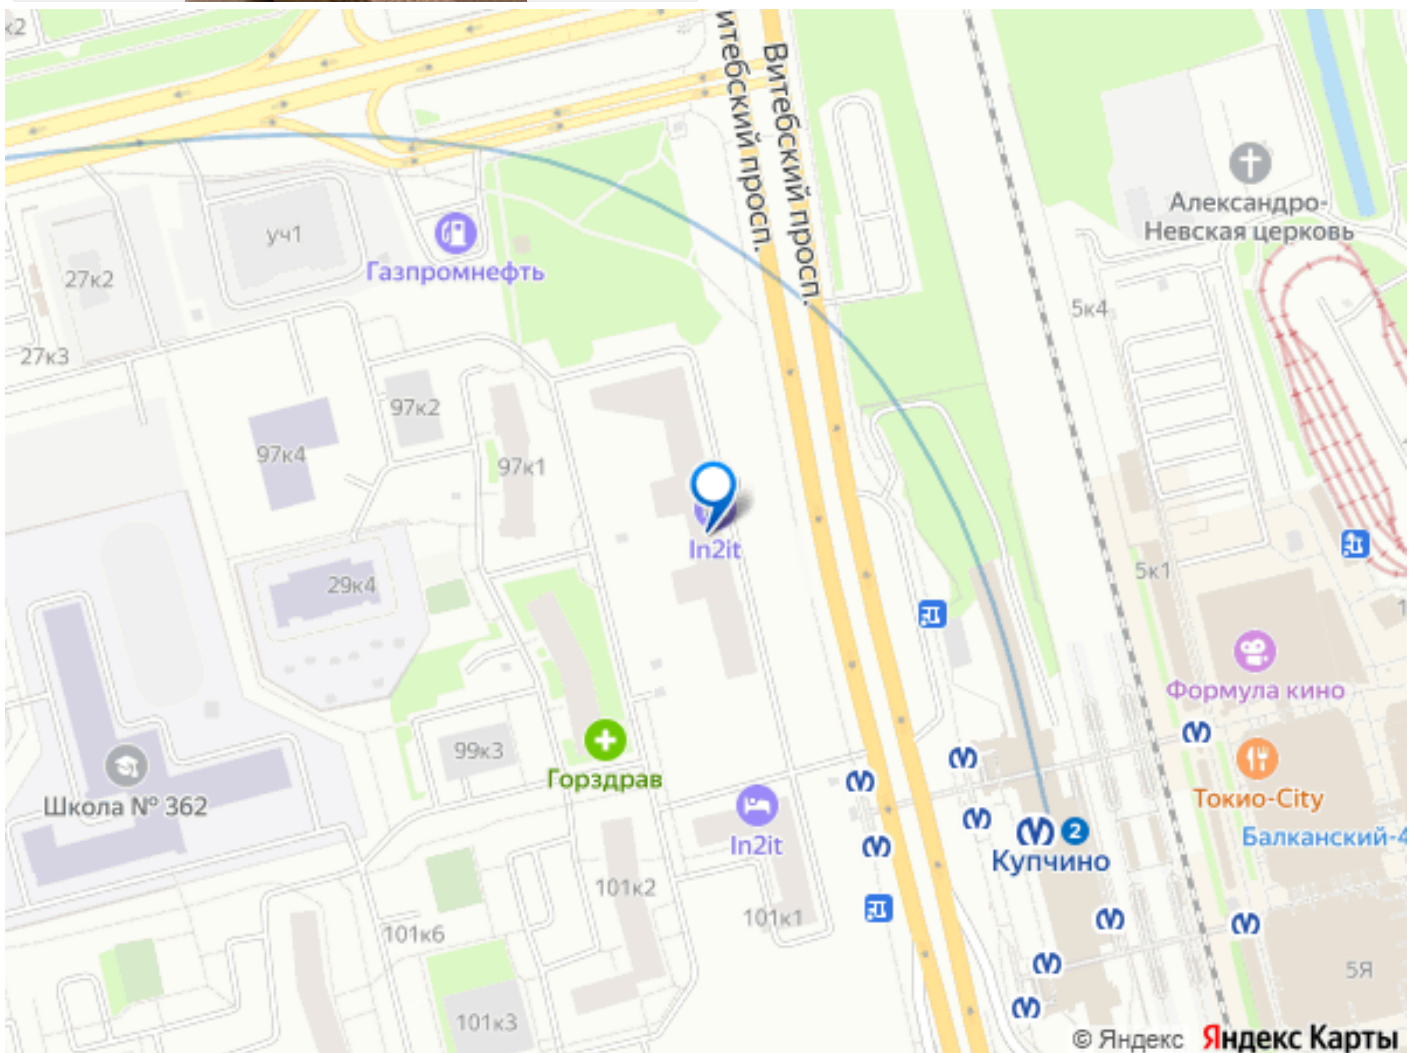 к2
Витебский просп.
итебский просп.
Александро-
Невская церковь
уч1
Газпромнефть
27к2
5к4
27к3
97к2
97к4
97к1
In2it
5к1
29к4
Формула кино
99к3
Горздрав
Школа № 362
Токио-City
In2it
2
Купчино
Балканский-4
101к2
101к1
101к6
5Я
101к3
© Яндекс Яндекс Карты